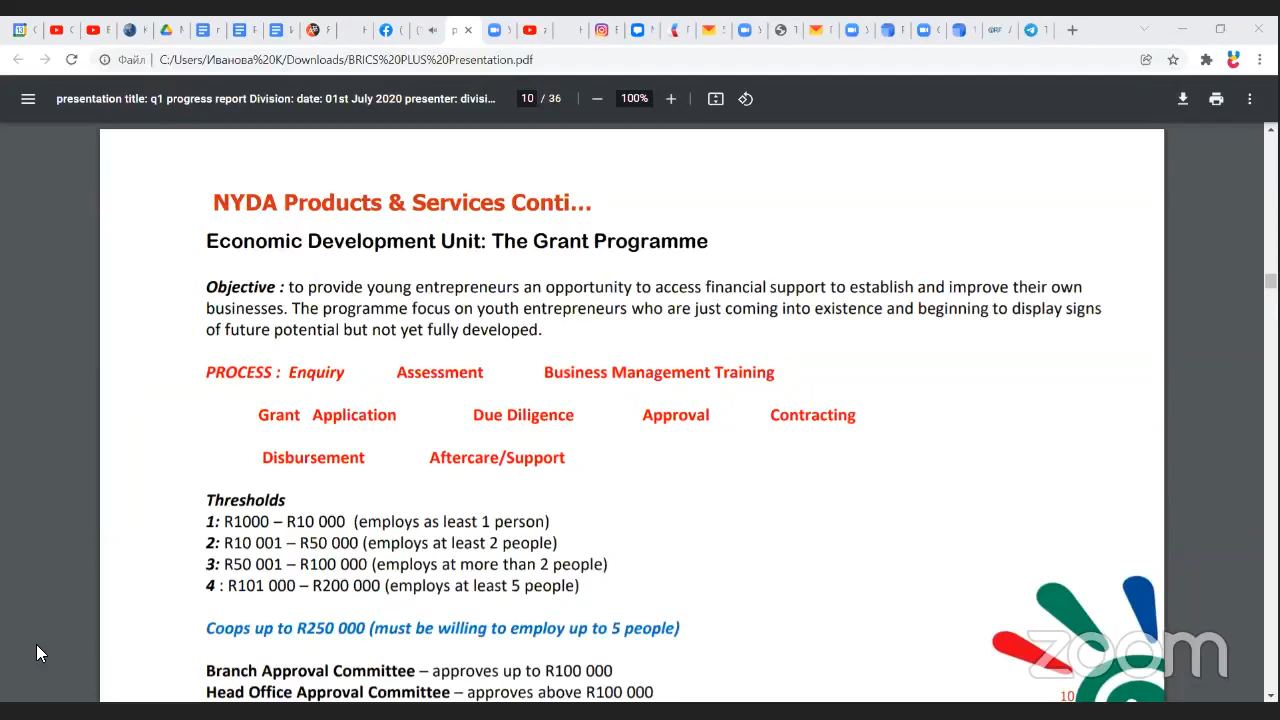 Файл
C:/Users/Иванова%20K/Downloads/BRICS%20PLUS%20Presentation.pdf
presentation title: q1 progress report Division: date: 01st July 2020 presenter: divisi...
10 / 36
100%
NYDA Products & Services Conti...
Economic Development Unit: The Grant Programme
Objective : to provide young entrepreneurs an opportunity to access financial support to establish and improve their own
businesses. The programme focus on youth entrepreneurs who are just coming into existence and beginning to display signs
of future potential but not yet fully developed.
PROCESS : Enquiry Assessment Business Management Training
Grant Application Due Diligence Approval Contracting
Disbursement Aftercare/Support
Thresholds
1: R1000 – R10 000 (employs as least 1 person)
2: R10 001 – R50 000 (employs at least 2 people)
3: R50 001 – R100 000 (employs at more than 2 people)
4 : R101 000 – R200 000 (employs at least 5 people)
Coops up to R250 000 (must be willing to employ up to 5 people)
Branch Approval Committee – approves up to R100 000
Head Office Approval Committee – approves above R100 000
zoom
10